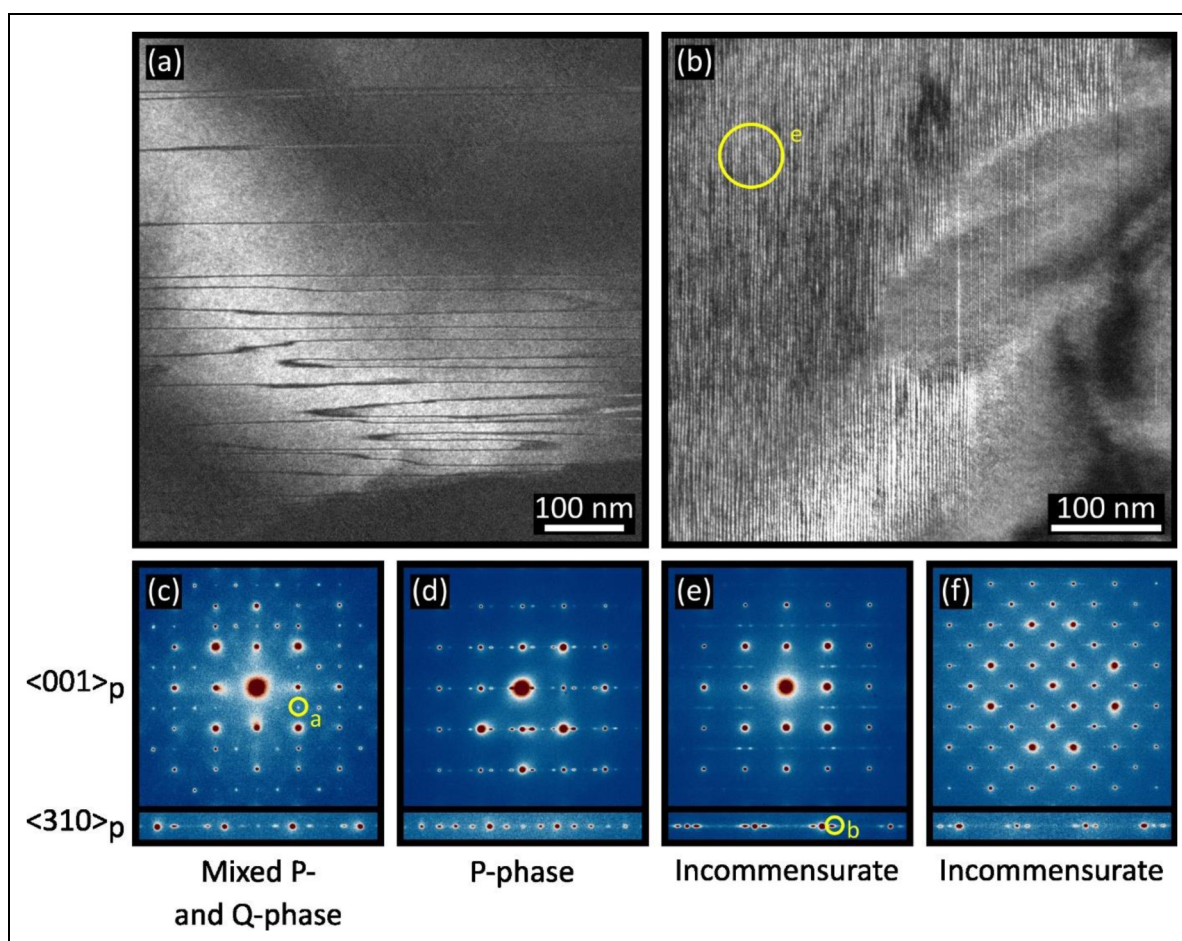 (a)
(b)
e
100 nm
100 nm
(c)
(d)
(e)
(f)
<001>p
a
<310>p
b
Mixed P-
and Q-phase
P-phase
Incommensurate
Incommensurate